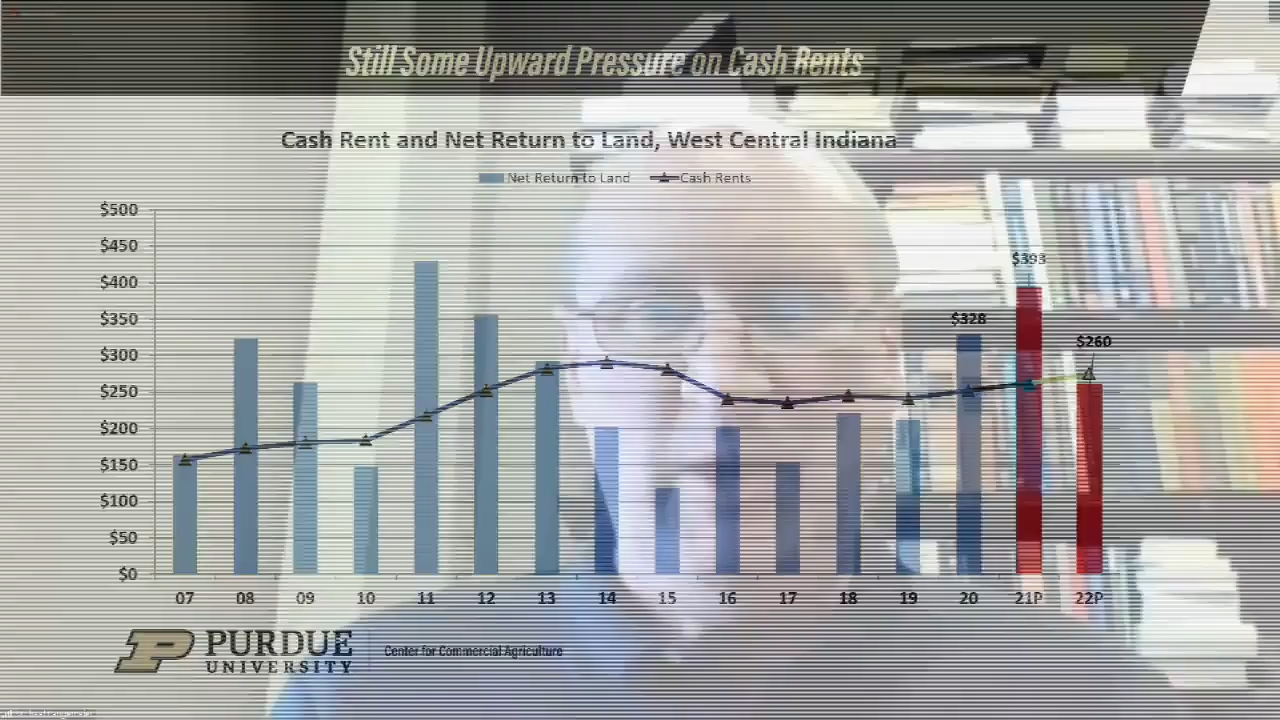 Still Some Upward Pressure on Cash Rents
Cash Rent and Net Return to Land, West Central Indiana
Net Return to Land Cash Rents
$500
$450
$400
$350
$300
$250
$200
$150
$100
$50
$0
$328
$393
$260
07 08 09 10 11 12 13 14 15 16 17 18 19 20 21P 22P
PURDUE
UNIVERSITY
Center for Commercial Agriculture